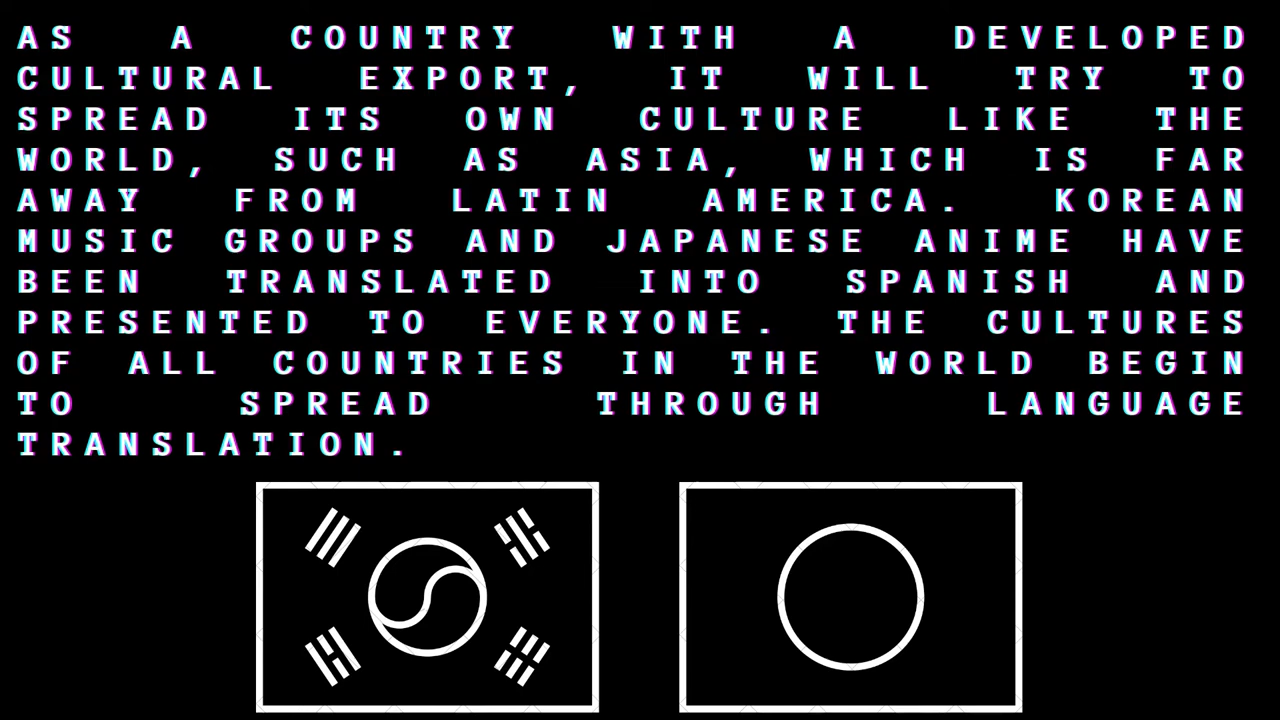 AS A COUNTRY WITH A DEVELOPED
CULTURAL EXPORT, IT WILL TRY TO
SPREAD ITS OWN CULTURE LIKE THE
WORLD, SUCH AS ASIA, WHICH IS FAR
AWAY FROM LATIN AMERICA. KOREAN
MUSIC GROUPS AND JAPANESE ANIME HAVE
BEEN TRANSLATED INTO SPANISH AND
PRESENTED TO EVERYONE. THE CULTURES
OF ALL COUNTRIES IN THE WORLD BEGIN
TO SPREAD THROUGH LANGUAGE
TRANSLATION.